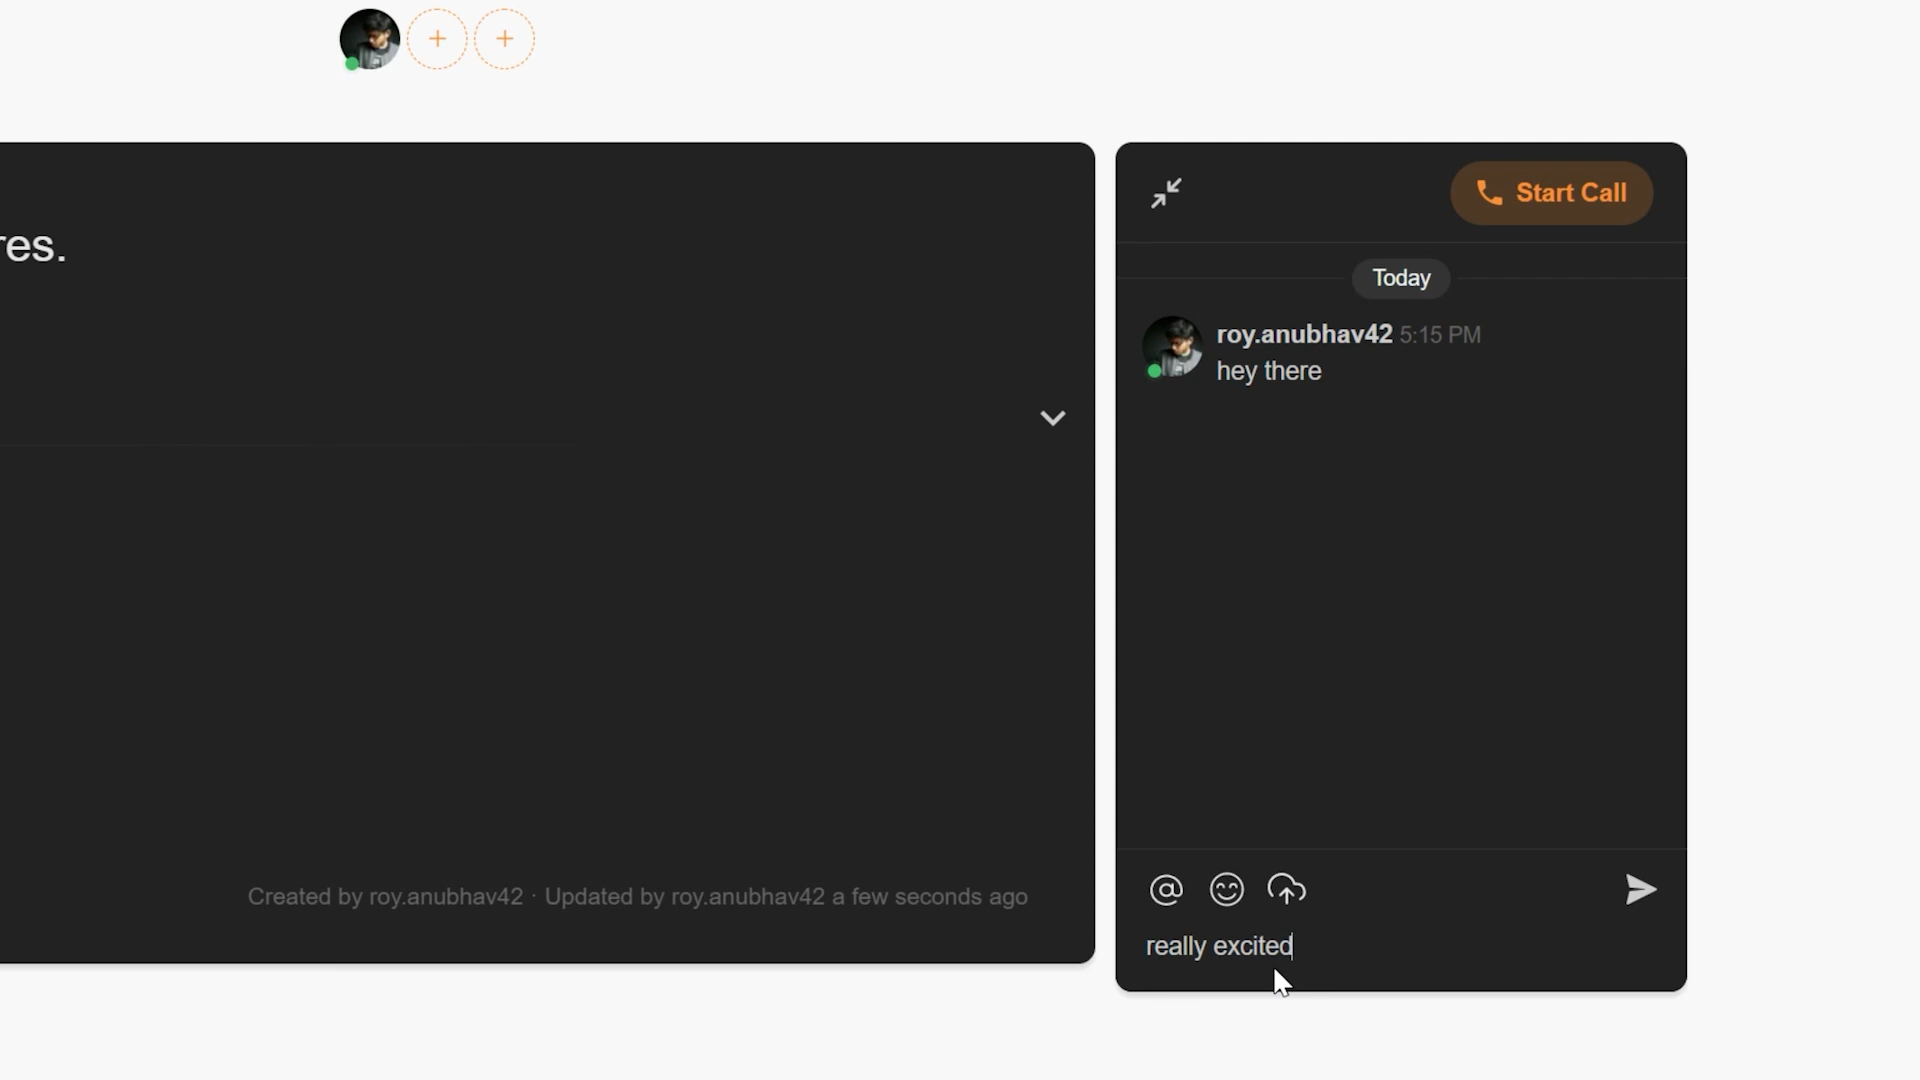 res.
Created by roy.anubhav42 · Updated by roy.anubhav42 a few seconds ago
Start Call
Today
roy.anubhav42 5:15 PM
hey there
really excited